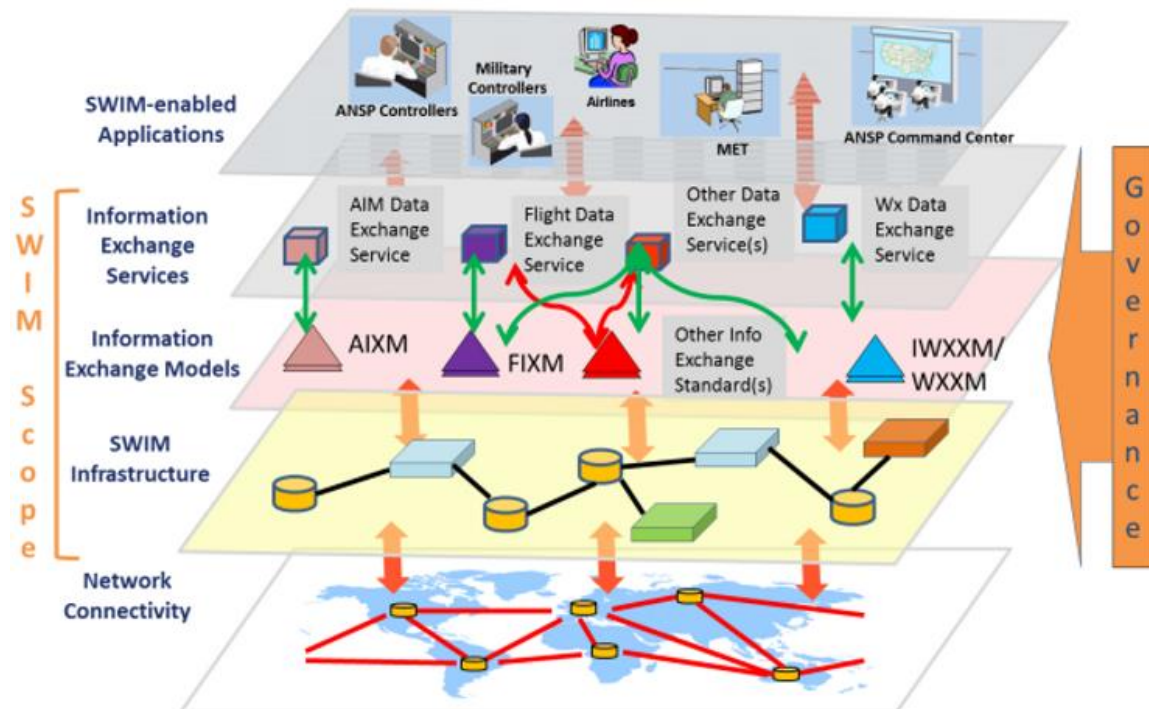 SWIM-enabled
Applications
ANSP Controllers
Military
Controllers
Airlines
MET
ANSP Command Center
SWIM Scope
Information
Exchange
Services
AIM Data
Exchange
Service
Flight Data
Exchange
Service
Other Data
Exchange
Service(s)
Wx Data
Exchange
Service
Information
Exchange Models
AIXM
FIXM
Other Info
Exchange
Standard(s)
IWXXM/
WXXM
SWIM
Infrastructure
Network
Connectivity
Governance